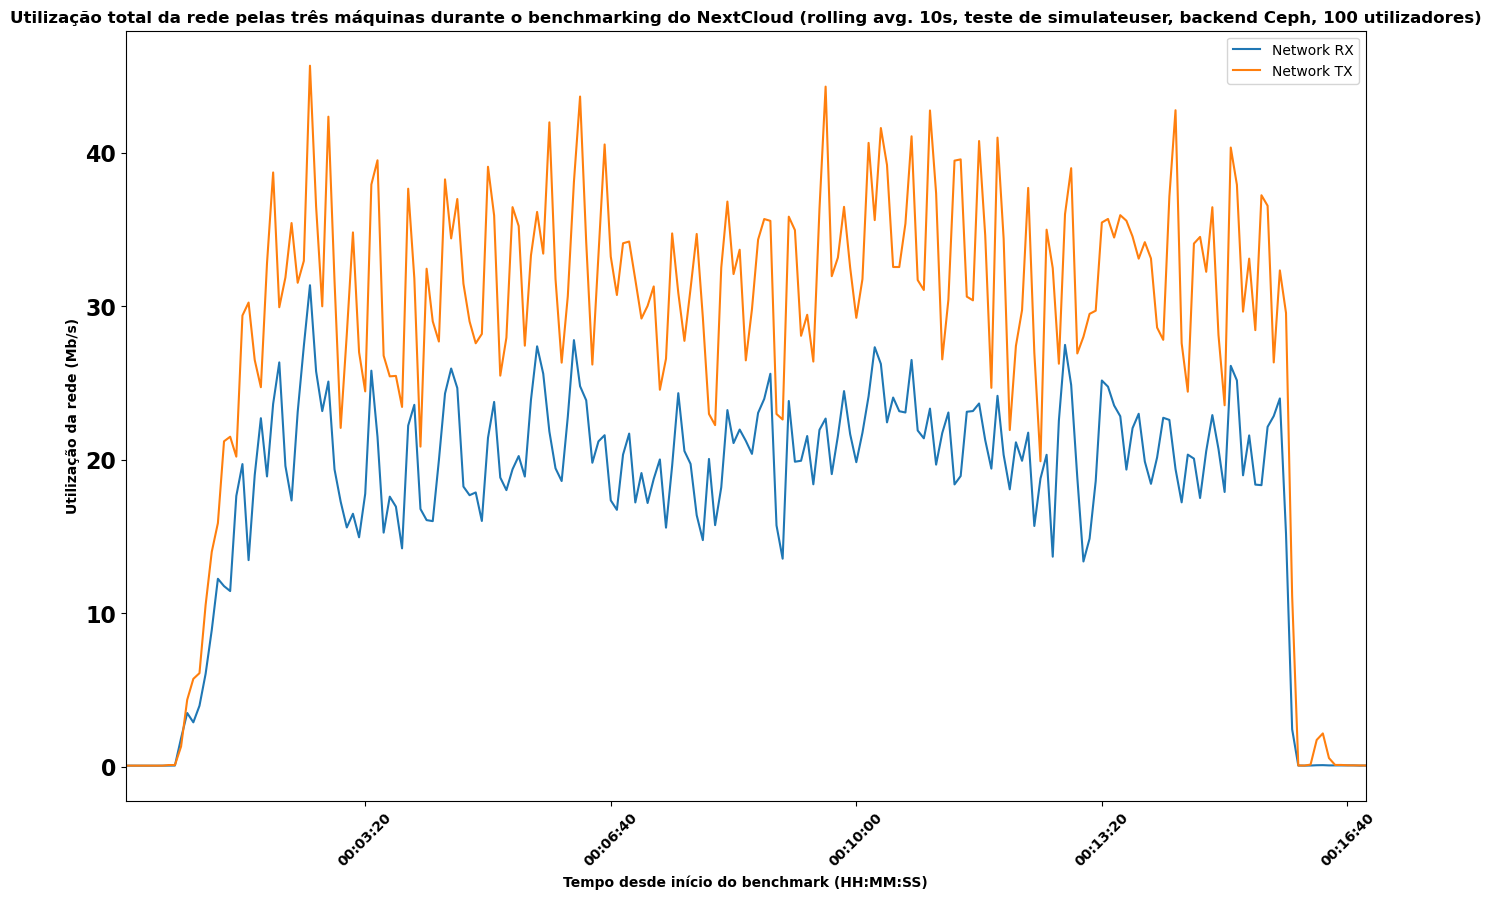 Utilização total da rede pelas três máquinas durante o benchmarking do NextCloud (rolling avg. 10s, teste de simulateuser, backend Ceph, 100 utilizadores)
Network RX
Network TX
Utilização da rede (Mb/s)
40
30
20
10
0
00:03:20
00:06:40
00:10:00
00:13:20
00:16:40
Tempo desde início do benchmark (HH:MM:SS)